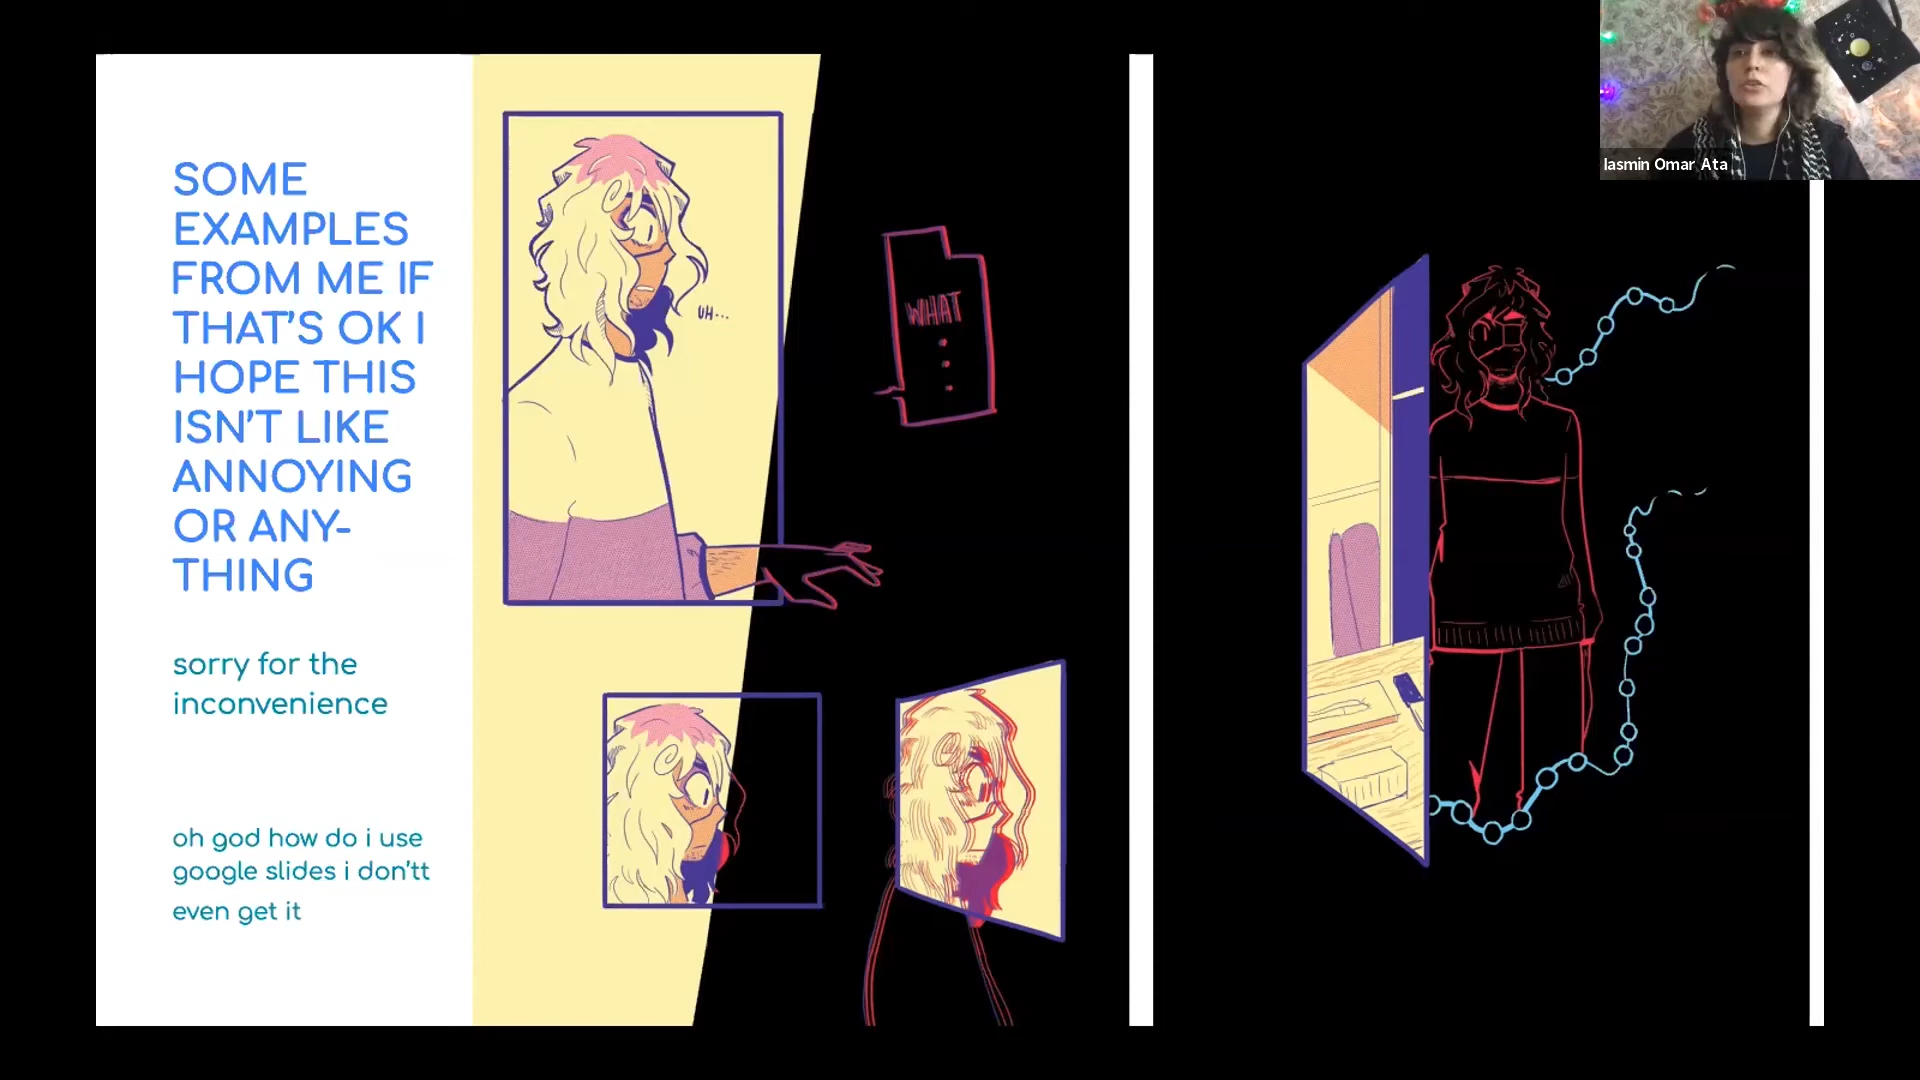 SOME
EXAMPLES
FROM ME IF
THAT'S OK I
HOPE THIS
ISN'T LIKE
ANNOYING
OR ANY-
THING
sorry for the
inconvenience
oh god how do i use
google slides i don'tt
even get it
UH...
WHAT
Iasmin Omar Ata